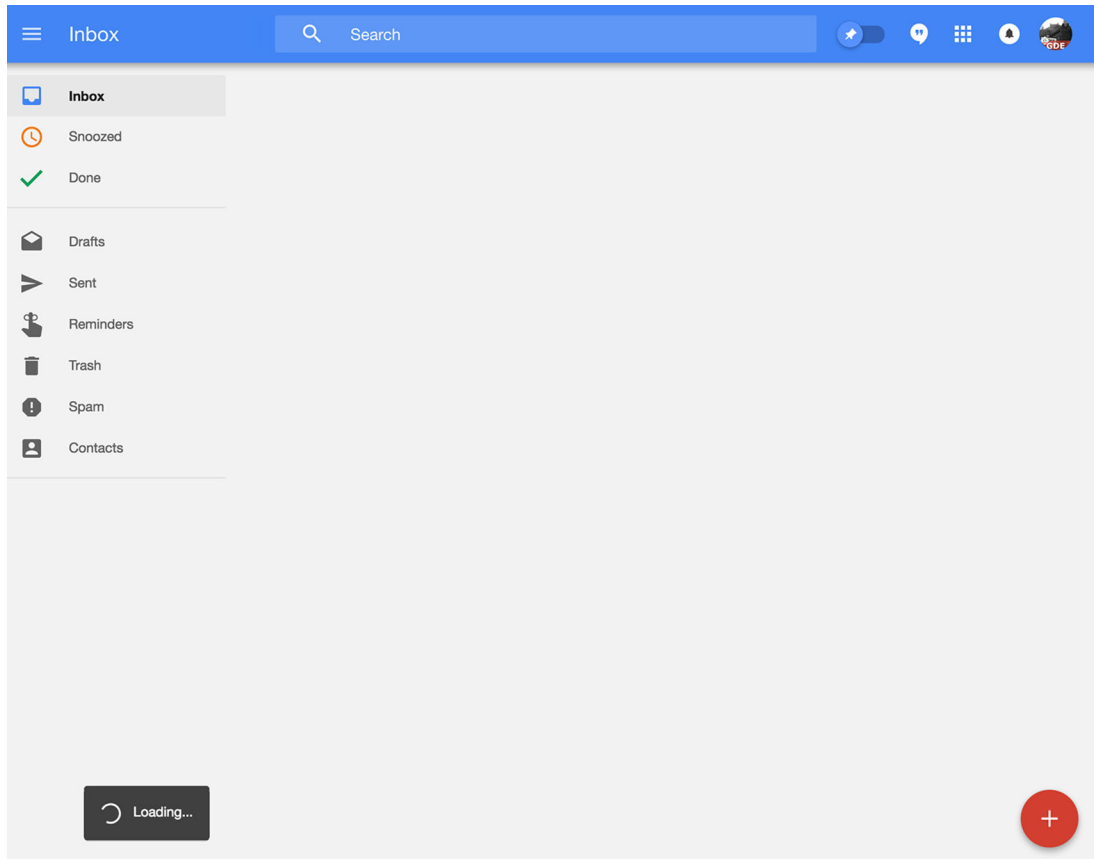 Inbox
Search
GDE
Inbox
Snoozed
Done
Drafts
Sent
Reminders
Trash
Spam
Contacts
Loading...